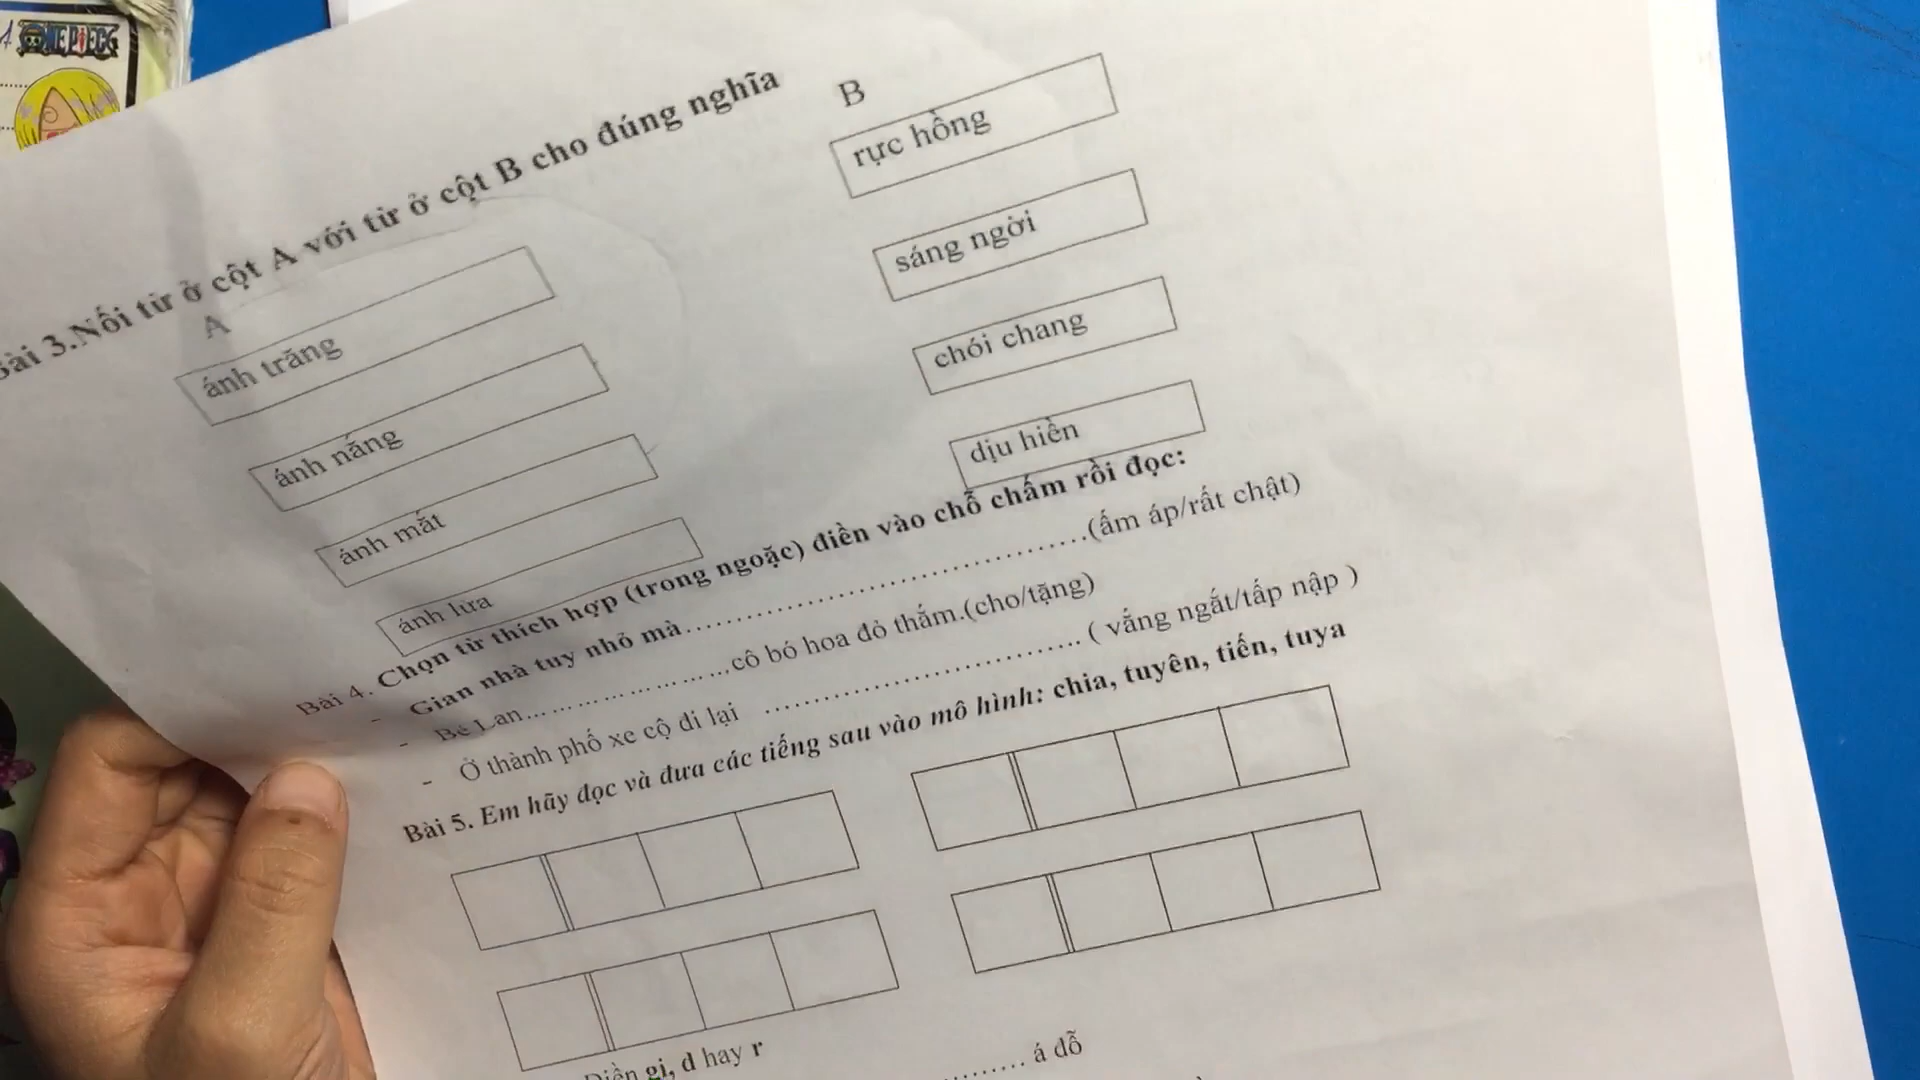 ONE PIECE
Bài 3.Nối từ ở cột A với từ ở cột B cho đúng nghĩa
A B
ánh trăng rực hồng
ánh nắng sáng ngời
ánh mắt chói chang
ánh lửa dịu hiền
Bài 4. Chọn từ thích hợp (trong ngoặc) điền vào chỗ chấm rồi đọc:
- Gian nhà tuy nhỏ mà........................................(ấm áp/rất chật)
- Bé Lan........................cô bó hoa đỏ thắm.(cho/tặng)
- Ở thành phố xe cộ đi lại ................................ ( vắng ngắt/tấp nập )
Bài 5. Em hãy đọc và đưa các tiếng sau vào mô hình: chia, tuyên, tiến, tuya
Điền gi, d hay r
......... á đỗ